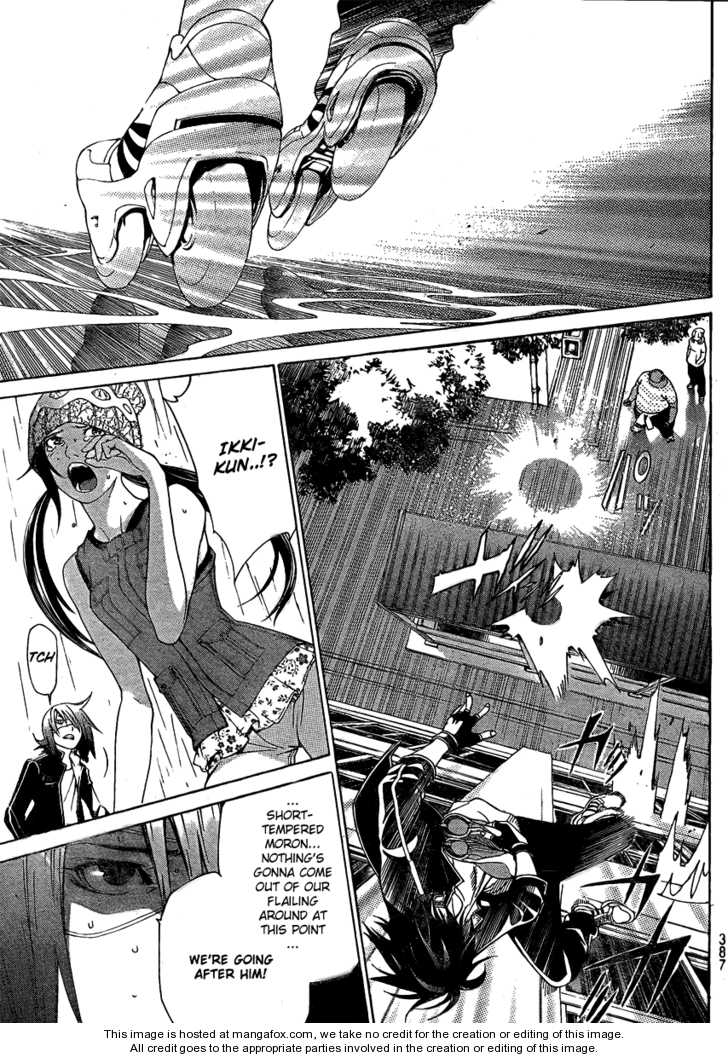 IKKI-
KUN..!?
TCH
...
SHORT-
TEMPERED
MORON...
NOTHING'S
GONNA COME
OUT OF OUR
FLAILING
AROUND AT
THIS POINT
...
WE'RE GOING
AFTER HIM!
387
This image is hosted at mangafox.com, we take no credit for the creation or editing of this image.
All credit goes to the appropriate parties involved in the creation or editing of this image.